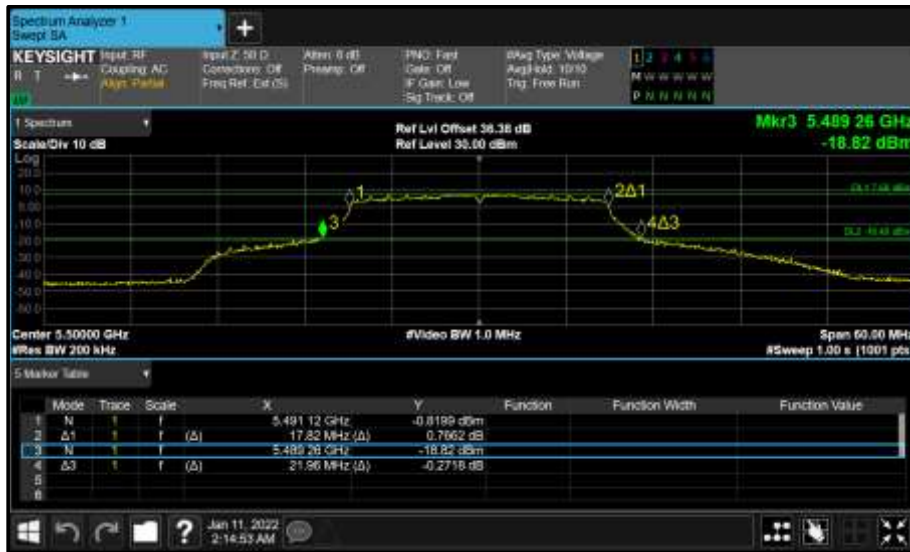 Spectrum Analyzer 1
Swept SA
KEYSIGHT
R T
Input: RF
Coupling: AC
Align: Partial
Input Z: 50 Ω
Corrections: Off
Freq Ref: Ext (S)
Atten: 6 dB
Preamp: Off
PNO: Fast
Gate: Off
IF Gain: Low
Sig Track: Off
#Avg Type: Voltage
Avg|Hold: 10/10
Trig: Free Run
1 2 3 4 5 6
M W W W W W
P N N N N N
1 Spectrum
Scale/Div 10 dB
Ref Lvl Offset 36.38 dB
Ref Level 30.00 dBm
Mkr3 5.489 26 GHz
-18.82 dBm
Log
20.0
10.0
0.00
-10.0
-20.0
-30.0
-40.0
-50.0
-60.0
1
2Δ1
3
4Δ3
Center 5.50000 GHz
#Video BW 1.0 MHz
Span 60.00 MHz
#Res BW 200 kHz
#Sweep 1.00 s (1001 pts
5 Marker Table
Mode Trace Scale X Y Function Function Width Function Value
1 N 1 f 5.491 12 GHz -0.8199 dBm
2 Δ1 1 f (Δ) 17.82 MHz (Δ) 0.7662 dB
3 N 1 f 5.489 26 GHz -18.82 dBm
4 Δ3 1 f (Δ) 21.96 MHz (Δ) -0.2718 dB
5
6
?
Jan 11, 2022
2:14:53 AM